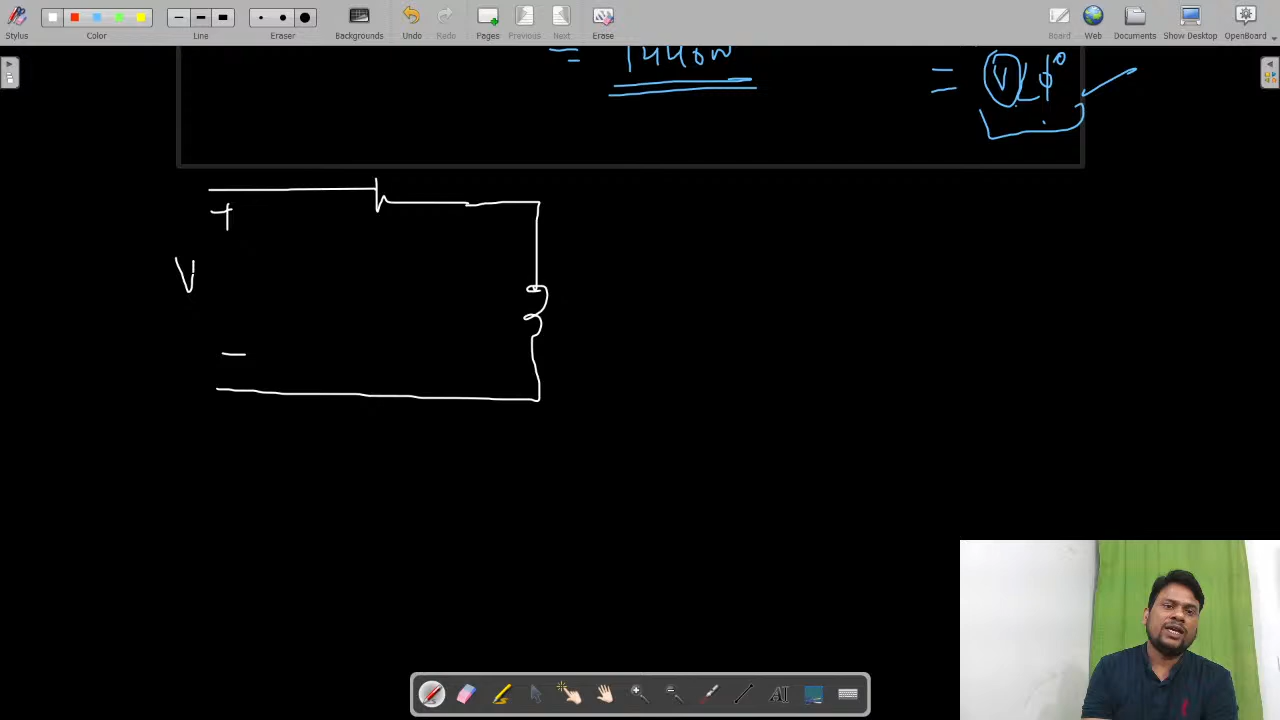 Stylus
Color
Line
Eraser
Backgrounds
Undo
Redo
Pages
Previous
Next
Erase
Board
Web
Documents
Show Desktop
OpenBoard
= 1440W
= V∠φ°
+
V
−